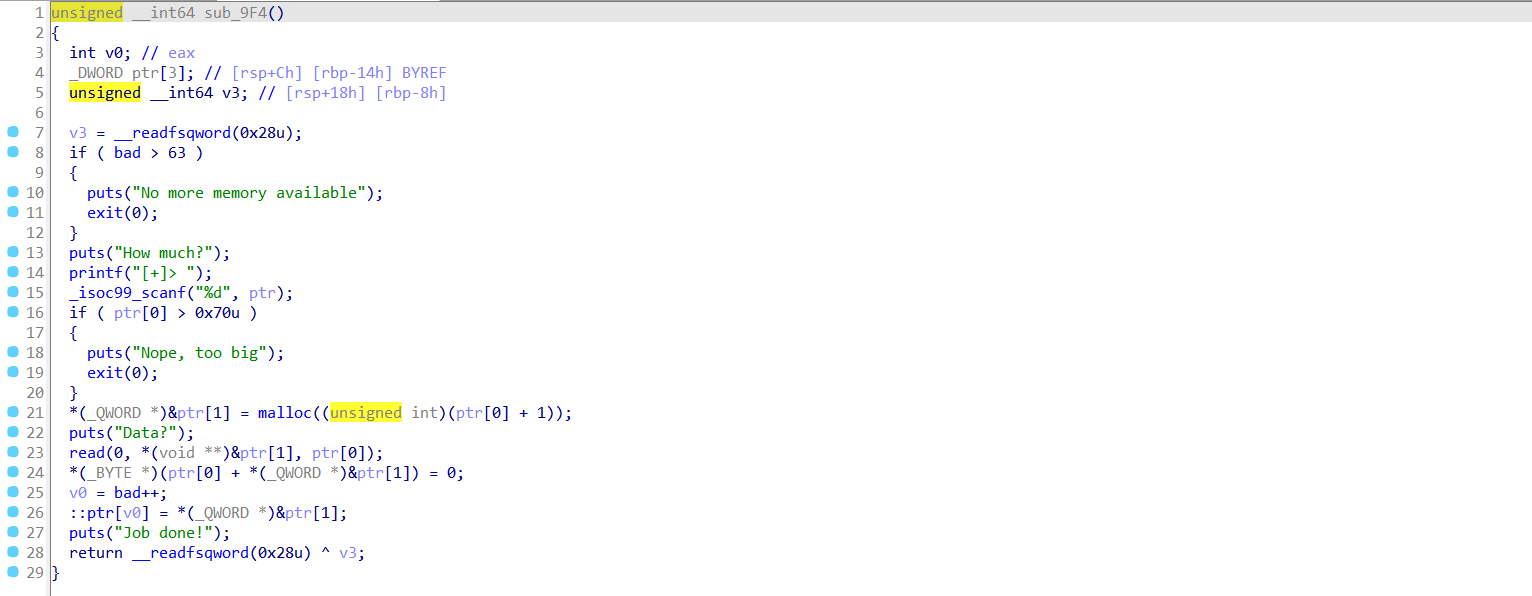 1 unsigned __int64 sub_9F4()
2 {
3 int v0; // eax
4 _DWORD ptr[3]; // [rsp+Ch] [rbp-14h] BYREF
5 unsigned __int64 v3; // [rsp+18h] [rbp-8h]
6
7 v3 = __readfsqword(0x28u);
8 if ( bad > 63 )
9 {
10 puts("No more memory available");
11 exit(0);
12 }
13 puts("How much?");
14 printf("[+]> ");
15 _isoc99_scanf("%d", ptr);
16 if ( ptr[0] > 0x70u )
17 {
18 puts("Nope, too big");
19 exit(0);
20 }
21 *(_QWORD *)&ptr[1] = malloc((unsigned int)(ptr[0] + 1));
22 puts("Data?");
23 read(0, *(void **)&ptr[1], ptr[0]);
24 *(_BYTE *)(ptr[0] + *(_QWORD *)&ptr[1]) = 0;
25 v0 = bad++;
26 ::ptr[v0] = *(_QWORD *)&ptr[1];
27 puts("Job done!");
28 return __readfsqword(0x28u) ^ v3;
29 }